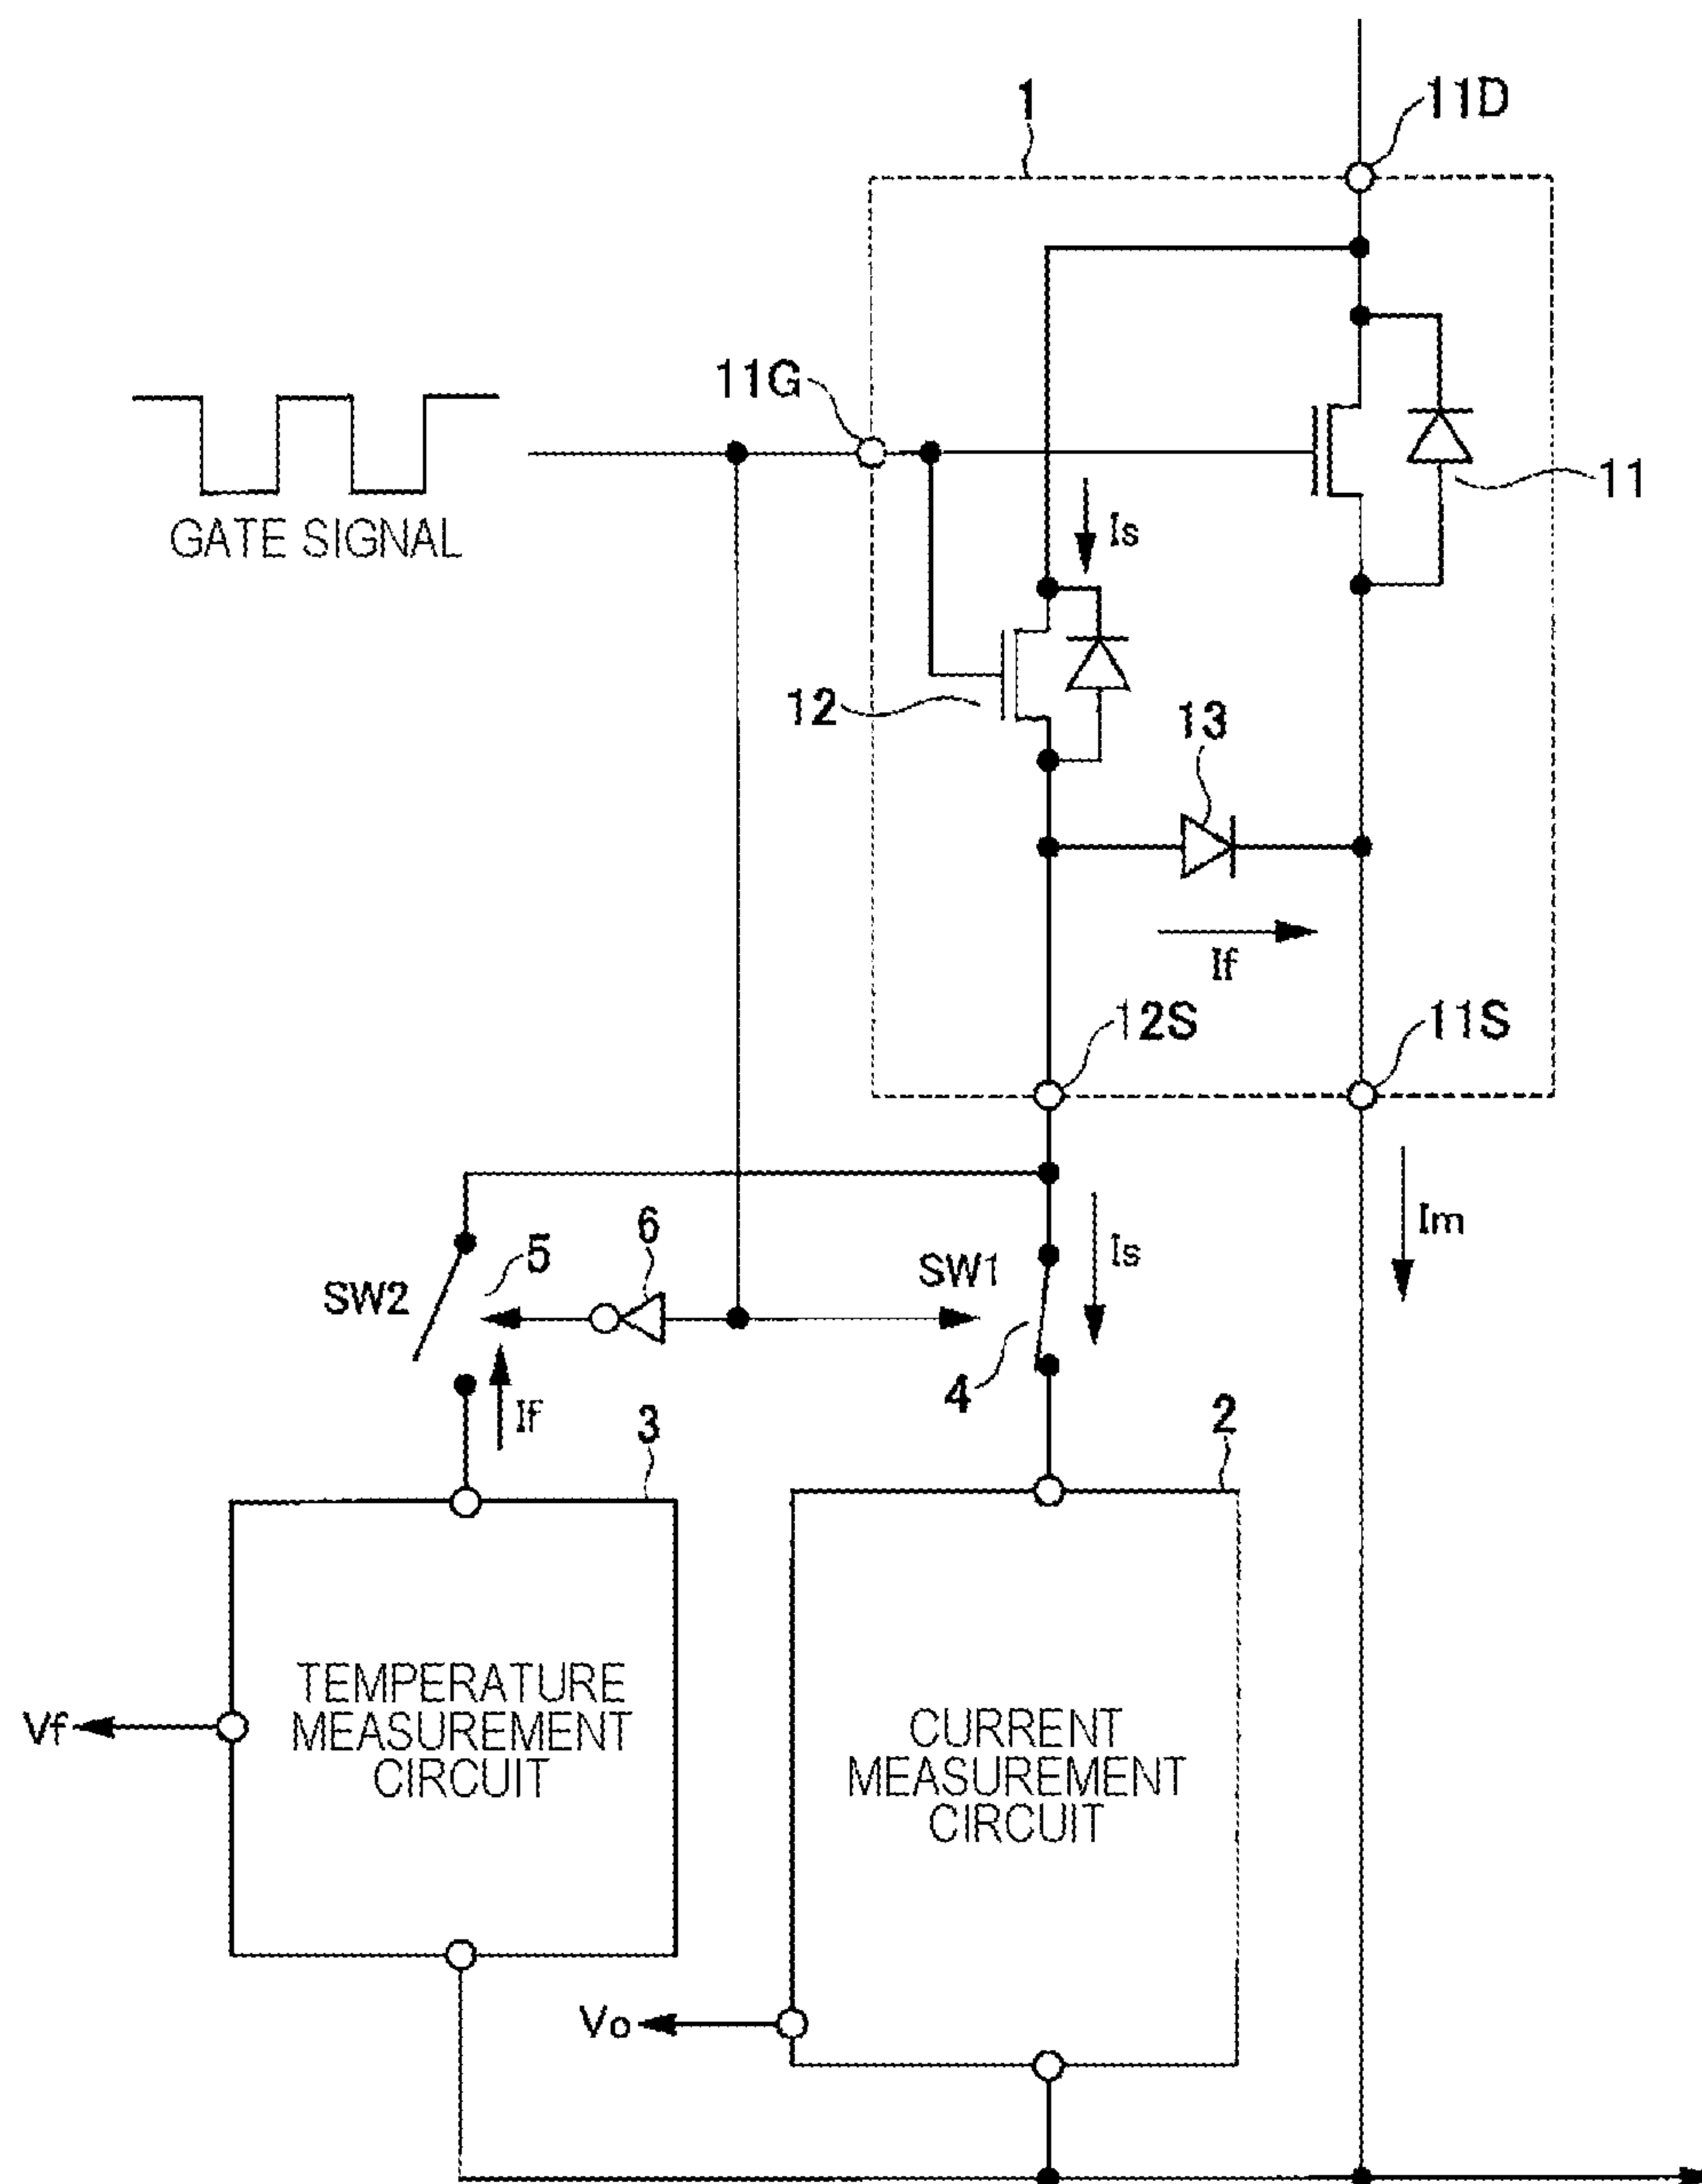 1
11D
11G
11
GATE SIGNAL
Is
12
13
If
12S
11S
SW2
5
6
SW1
Is
Im
4
If
3
2
TEMPERATURE
MEASUREMENT
CIRCUIT
Vf
CURRENT
MEASUREMENT
CIRCUIT
Vo